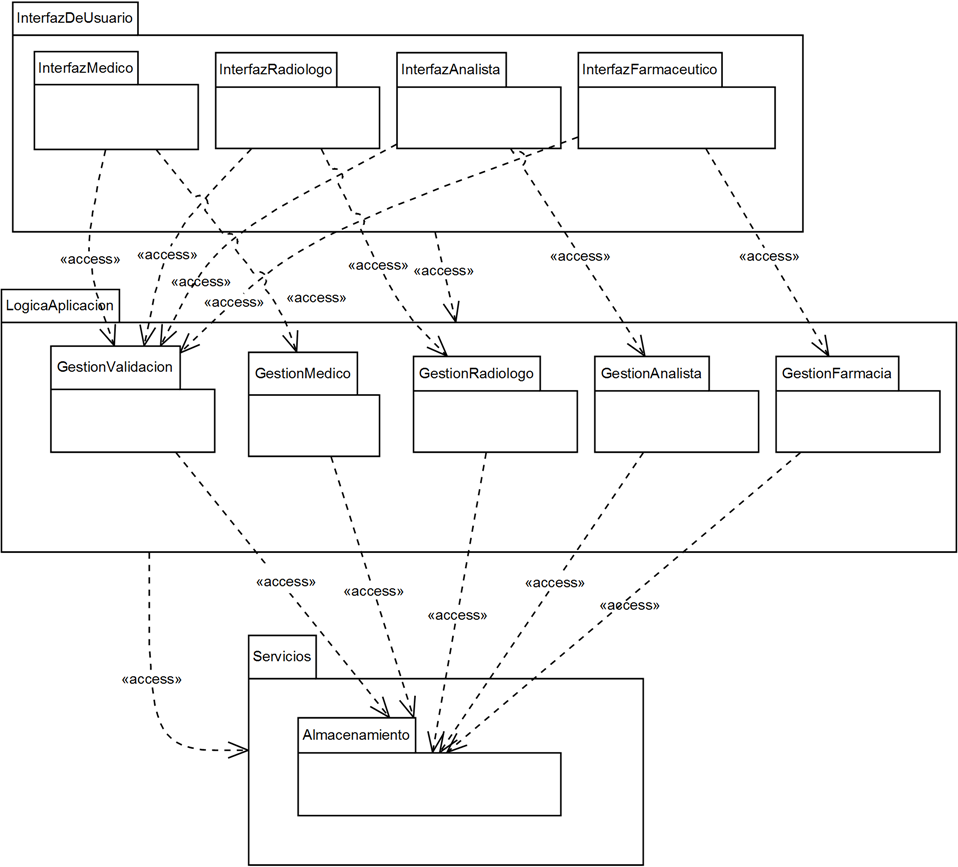 InterfazDeUsuario
InterfazMedico
InterfazRadiologo
InterfazAnalista
InterfazFarmaceutico
«access»
«access»
«access»
«access»
«access»
«access»
«access»
«access»
«access»
LogicaAplicacion
GestionValidacion
GestionMedico
GestionRadiologo
GestionAnalista
GestionFarmacia
«access»
«access»
«access»
«access»
«access»
Servicios
«access»
Almacenamiento